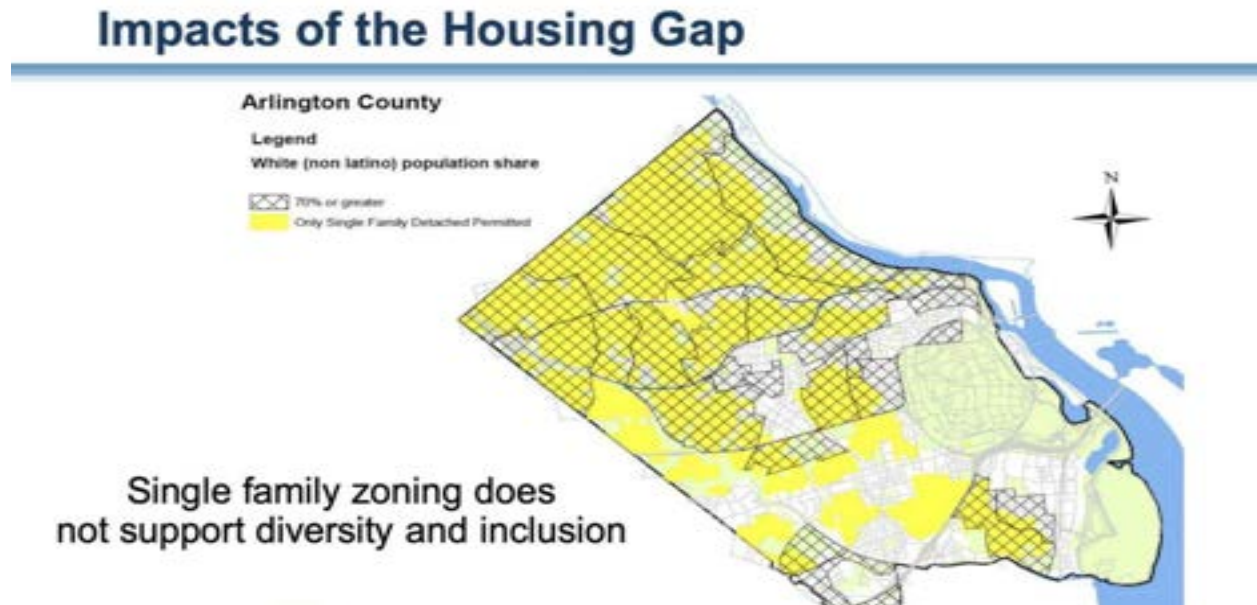 Impacts of the Housing Gap
Arlington County
Legend
White (non latino) population share
70% or greater
Only Single Family Detached Permitted
N
Single family zoning does
not support diversity and inclusion